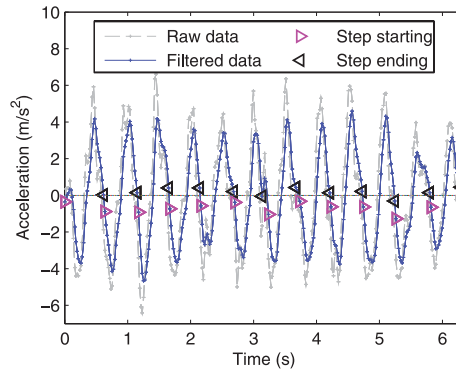 10
8
6
4
2
0
−2
−4
−6
Acceleration (m/s²)
Raw data
Filtered data
Step starting
Step ending
0
1
2
3
4
5
6
Time (s)